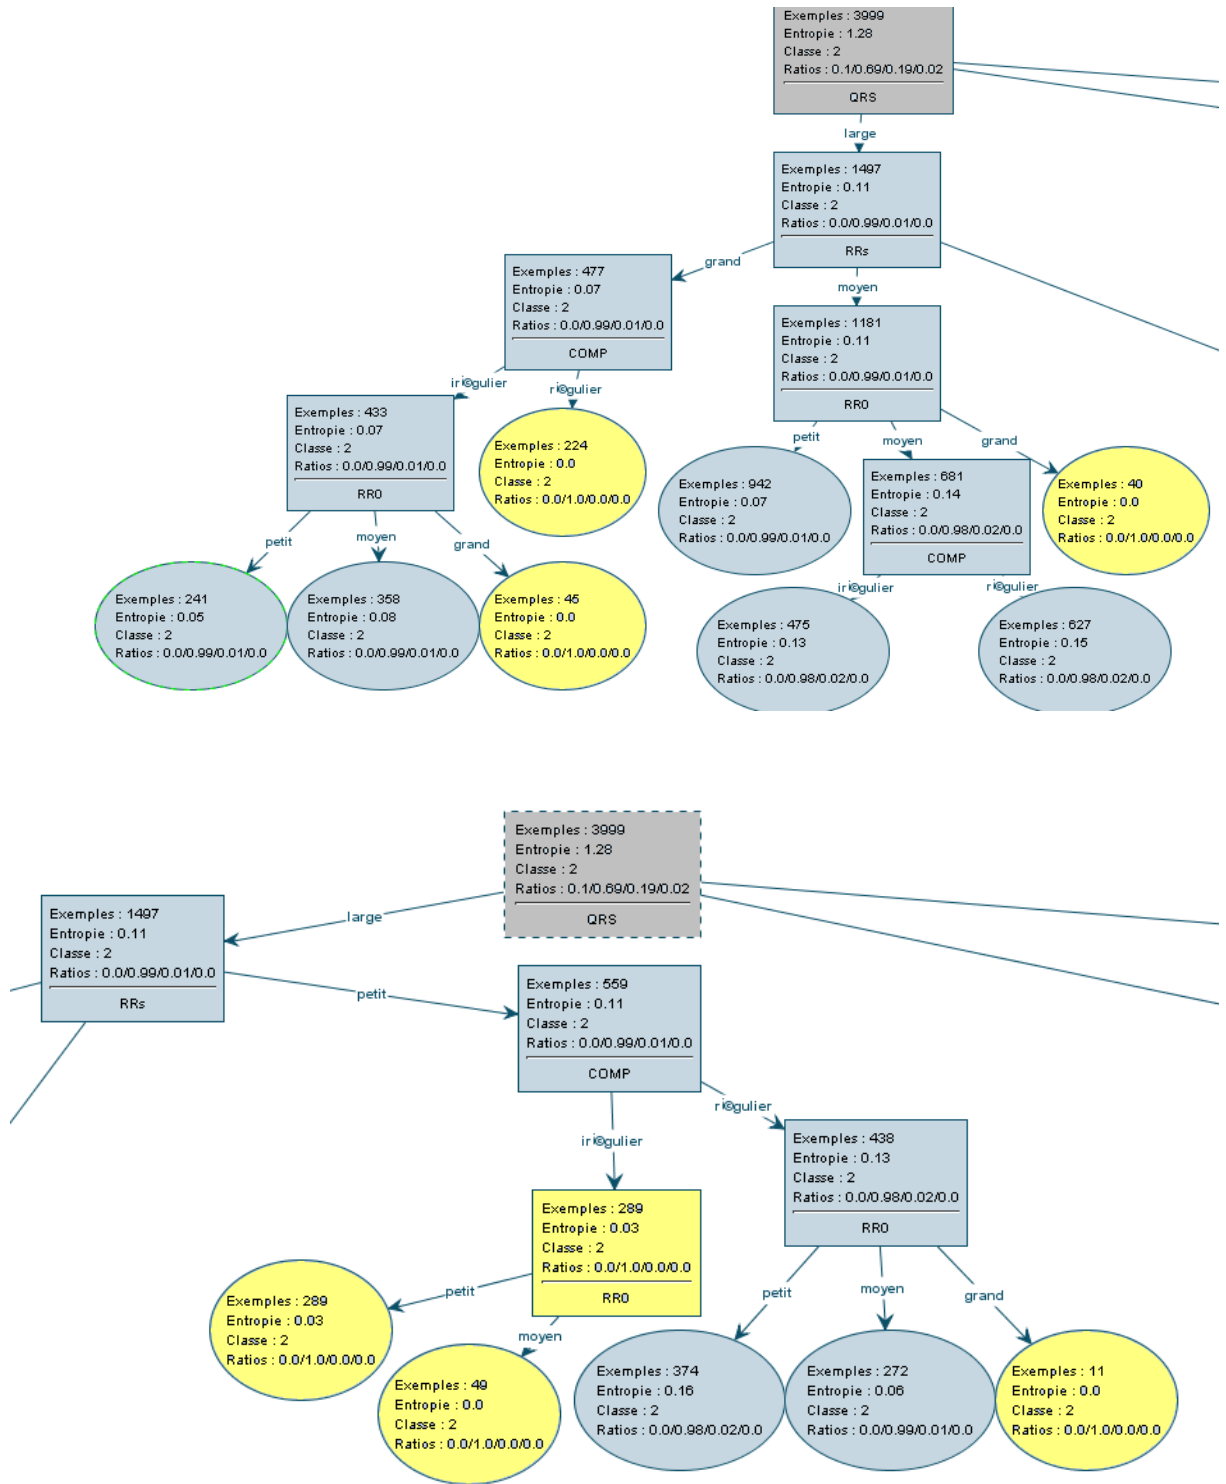 Exemples : 3999
Entropie : 1.28
Classe : 2
Ratios : 0.1/0.69/0.19/0.02
QRS
large
Exemples : 1497
Entropie : 0.11
Classe : 2
Ratios : 0.0/0.99/0.01/0.0
RRs
grand
moyen
Exemples : 477
Entropie : 0.07
Classe : 2
Ratios : 0.0/0.99/0.01/0.0
COMP
Exemples : 1181
Entropie : 0.11
Classe : 2
Ratios : 0.0/0.99/0.01/0.0
RR0
irï©gulier
rï©gulier
Exemples : 433
Entropie : 0.07
Classe : 2
Ratios : 0.0/0.99/0.01/0.0
RR0
Exemples : 224
Entropie : 0.0
Classe : 2
Ratios : 0.0/1.0/0.0/0.0
petit
moyen
grand
Exemples : 942
Entropie : 0.07
Classe : 2
Ratios : 0.0/0.99/0.01/0.0
Exemples : 681
Entropie : 0.14
Classe : 2
Ratios : 0.0/0.98/0.02/0.0
COMP
Exemples : 40
Entropie : 0.0
Classe : 2
Ratios : 0.0/1.0/0.0/0.0
petit
moyen
grand
irï©gulier
rï©gulier
Exemples : 241
Entropie : 0.05
Classe : 2
Ratios : 0.0/0.99/0.01/0.0
Exemples : 358
Entropie : 0.08
Classe : 2
Ratios : 0.0/0.99/0.01/0.0
Exemples : 45
Entropie : 0.0
Classe : 2
Ratios : 0.0/1.0/0.0/0.0
Exemples : 475
Entropie : 0.13
Classe : 2
Ratios : 0.0/0.98/0.02/0.0
Exemples : 627
Entropie : 0.15
Classe : 2
Ratios : 0.0/0.98/0.02/0.0
Exemples : 3999
Entropie : 1.28
Classe : 2
Ratios : 0.1/0.69/0.19/0.02
QRS
large
Exemples : 1497
Entropie : 0.11
Classe : 2
Ratios : 0.0/0.99/0.01/0.0
RRs
petit
Exemples : 559
Entropie : 0.11
Classe : 2
Ratios : 0.0/0.99/0.01/0.0
COMP
rï©gulier
irï©gulier
Exemples : 438
Entropie : 0.13
Classe : 2
Ratios : 0.0/0.98/0.02/0.0
RR0
Exemples : 289
Entropie : 0.03
Classe : 2
Ratios : 0.0/1.0/0.0/0.0
RR0
petit
moyen
petit
moyen
grand
Exemples : 289
Entropie : 0.03
Classe : 2
Ratios : 0.0/1.0/0.0/0.0
Exemples : 49
Entropie : 0.0
Classe : 2
Ratios : 0.0/1.0/0.0/0.0
Exemples : 374
Entropie : 0.16
Classe : 2
Ratios : 0.0/0.98/0.02/0.0
Exemples : 272
Entropie : 0.06
Classe : 2
Ratios : 0.0/0.99/0.01/0.0
Exemples : 11
Entropie : 0.0
Classe : 2
Ratios : 0.0/1.0/0.0/0.0